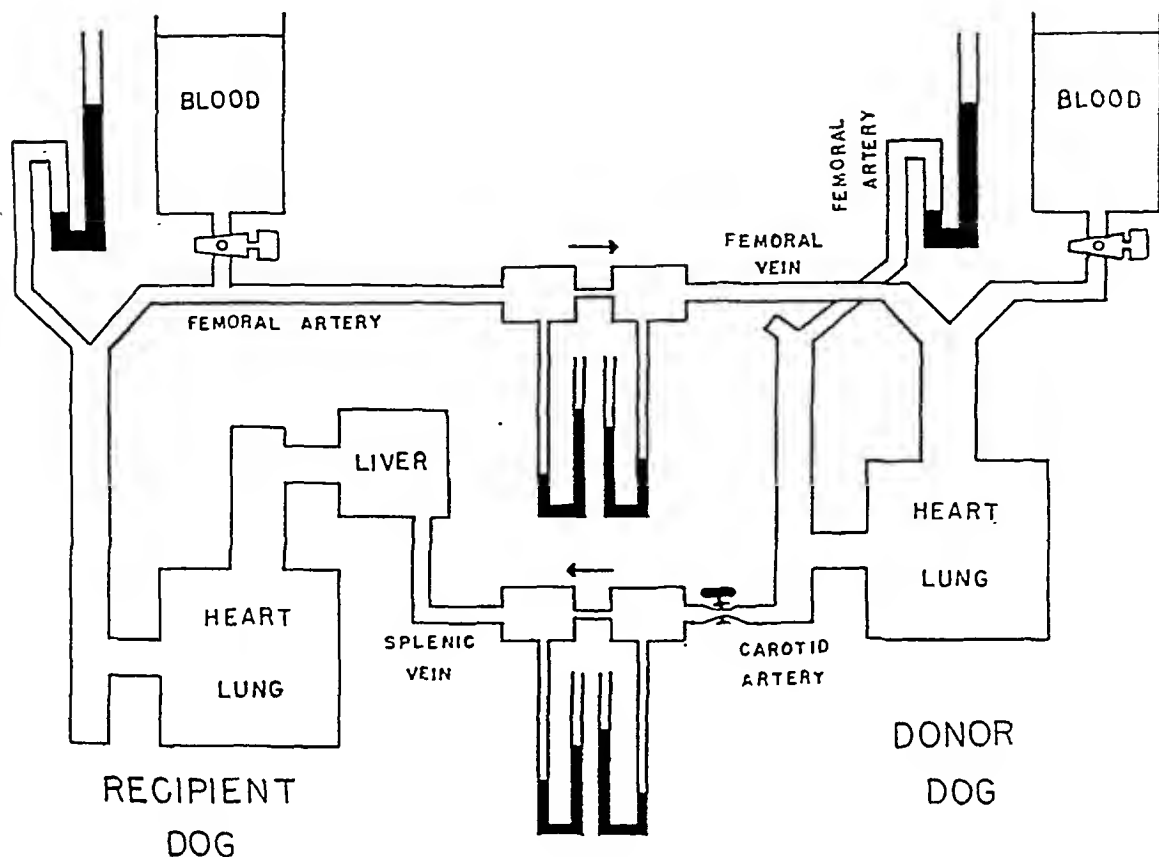 BLOOD
BLOOD
FEMORAL
ARTERY
FEMORAL
VEIN
FEMORAL ARTERY
LIVER
HEART
LUNG
HEART
LUNG
SPLENIC
VEIN
CAROTID
ARTERY
RECIPIENT
DOG
DONOR
DOG